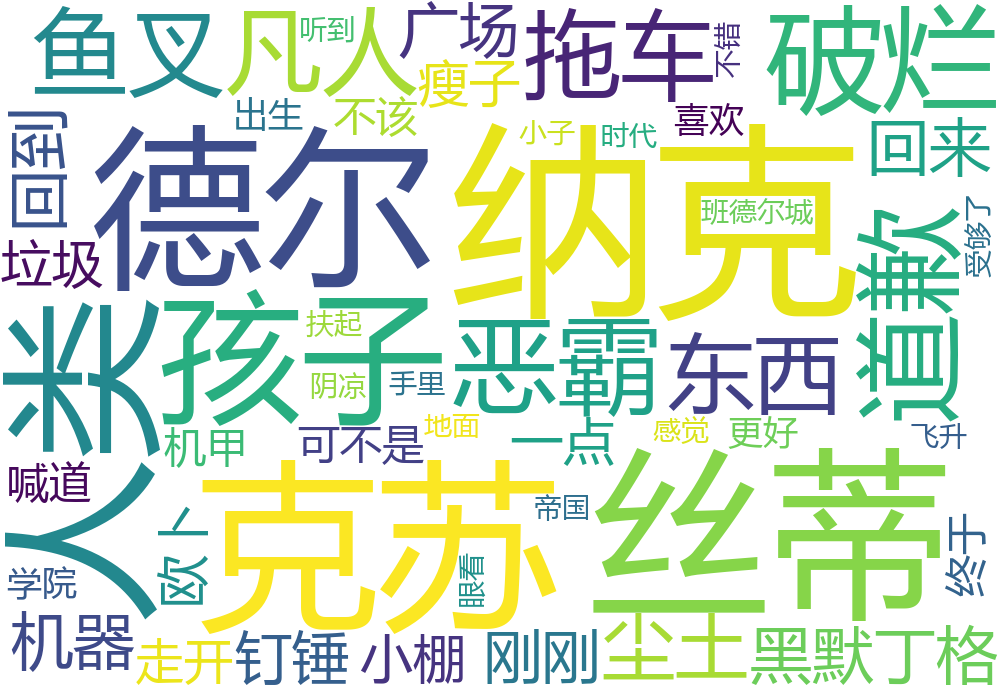 鱼叉
凡人
听到
广场
拖车
不错
破烂
瘦子
出生
不该
喜欢
回到
德尔
纳克
小子
时代
回来
班德尔城
受够了
垃圾
道歉
人类
孩子
扶起
恶霸
东西
阴凉
手里
机甲
可不是
地面
一点
感觉
更好
飞升
喊道
克苏
丝蒂
帝国
欧卜
眼看
终于
学院
机器
走开
钉锤
小棚
刚刚
尘土
黑默丁格